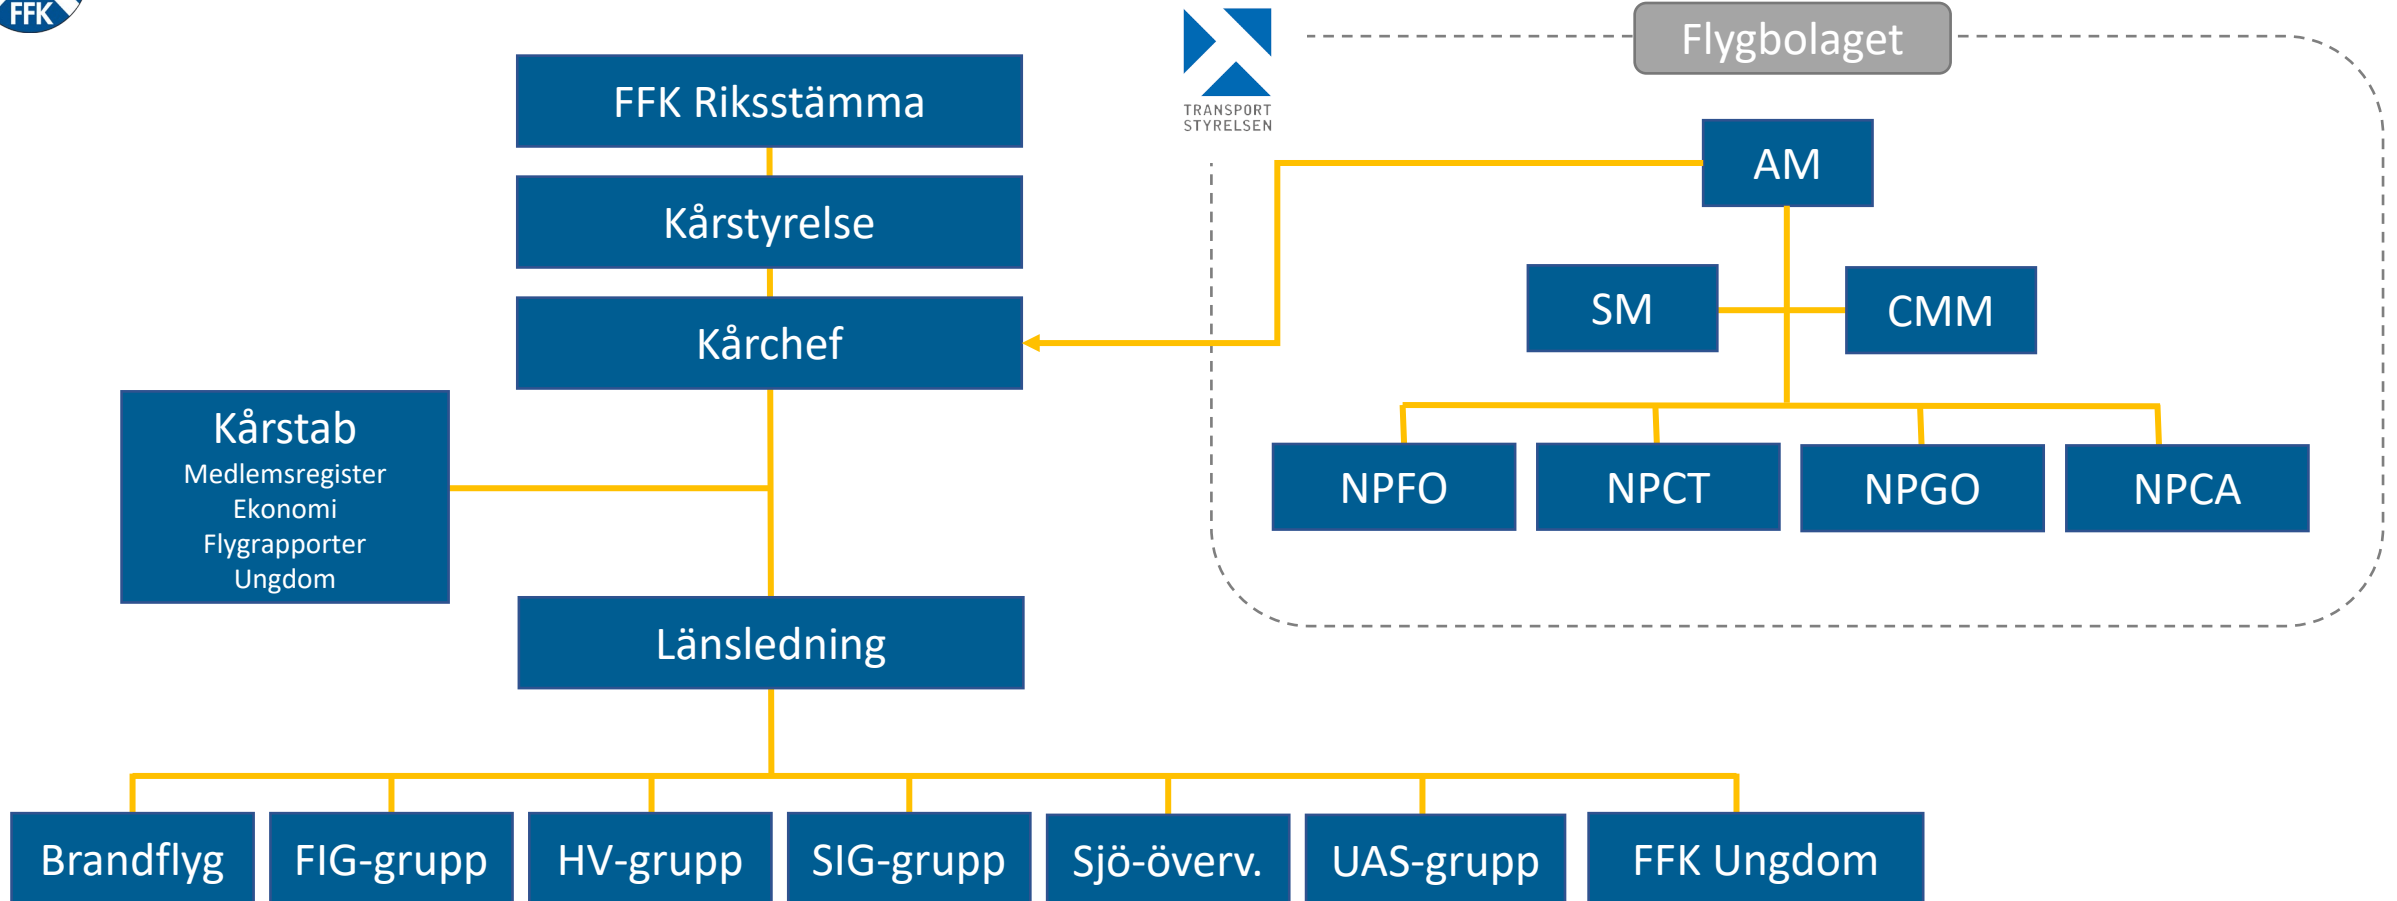 FFK
TRANSPORT
STYRELSEN
Flygbolaget
FFK Riksstämma
Kårstyrelse
Kårchef
Kårstab
Medlemsregister
Ekonomi
Flygrapporter
Ungdom
Länsledning
AM
SM
CMM
NPFO
NPCT
NPGO
NPCA
Brandflyg
FIG-grupp
HV-grupp
SIG-grupp
Sjö-överv.
UAS-grupp
FFK Ungdom